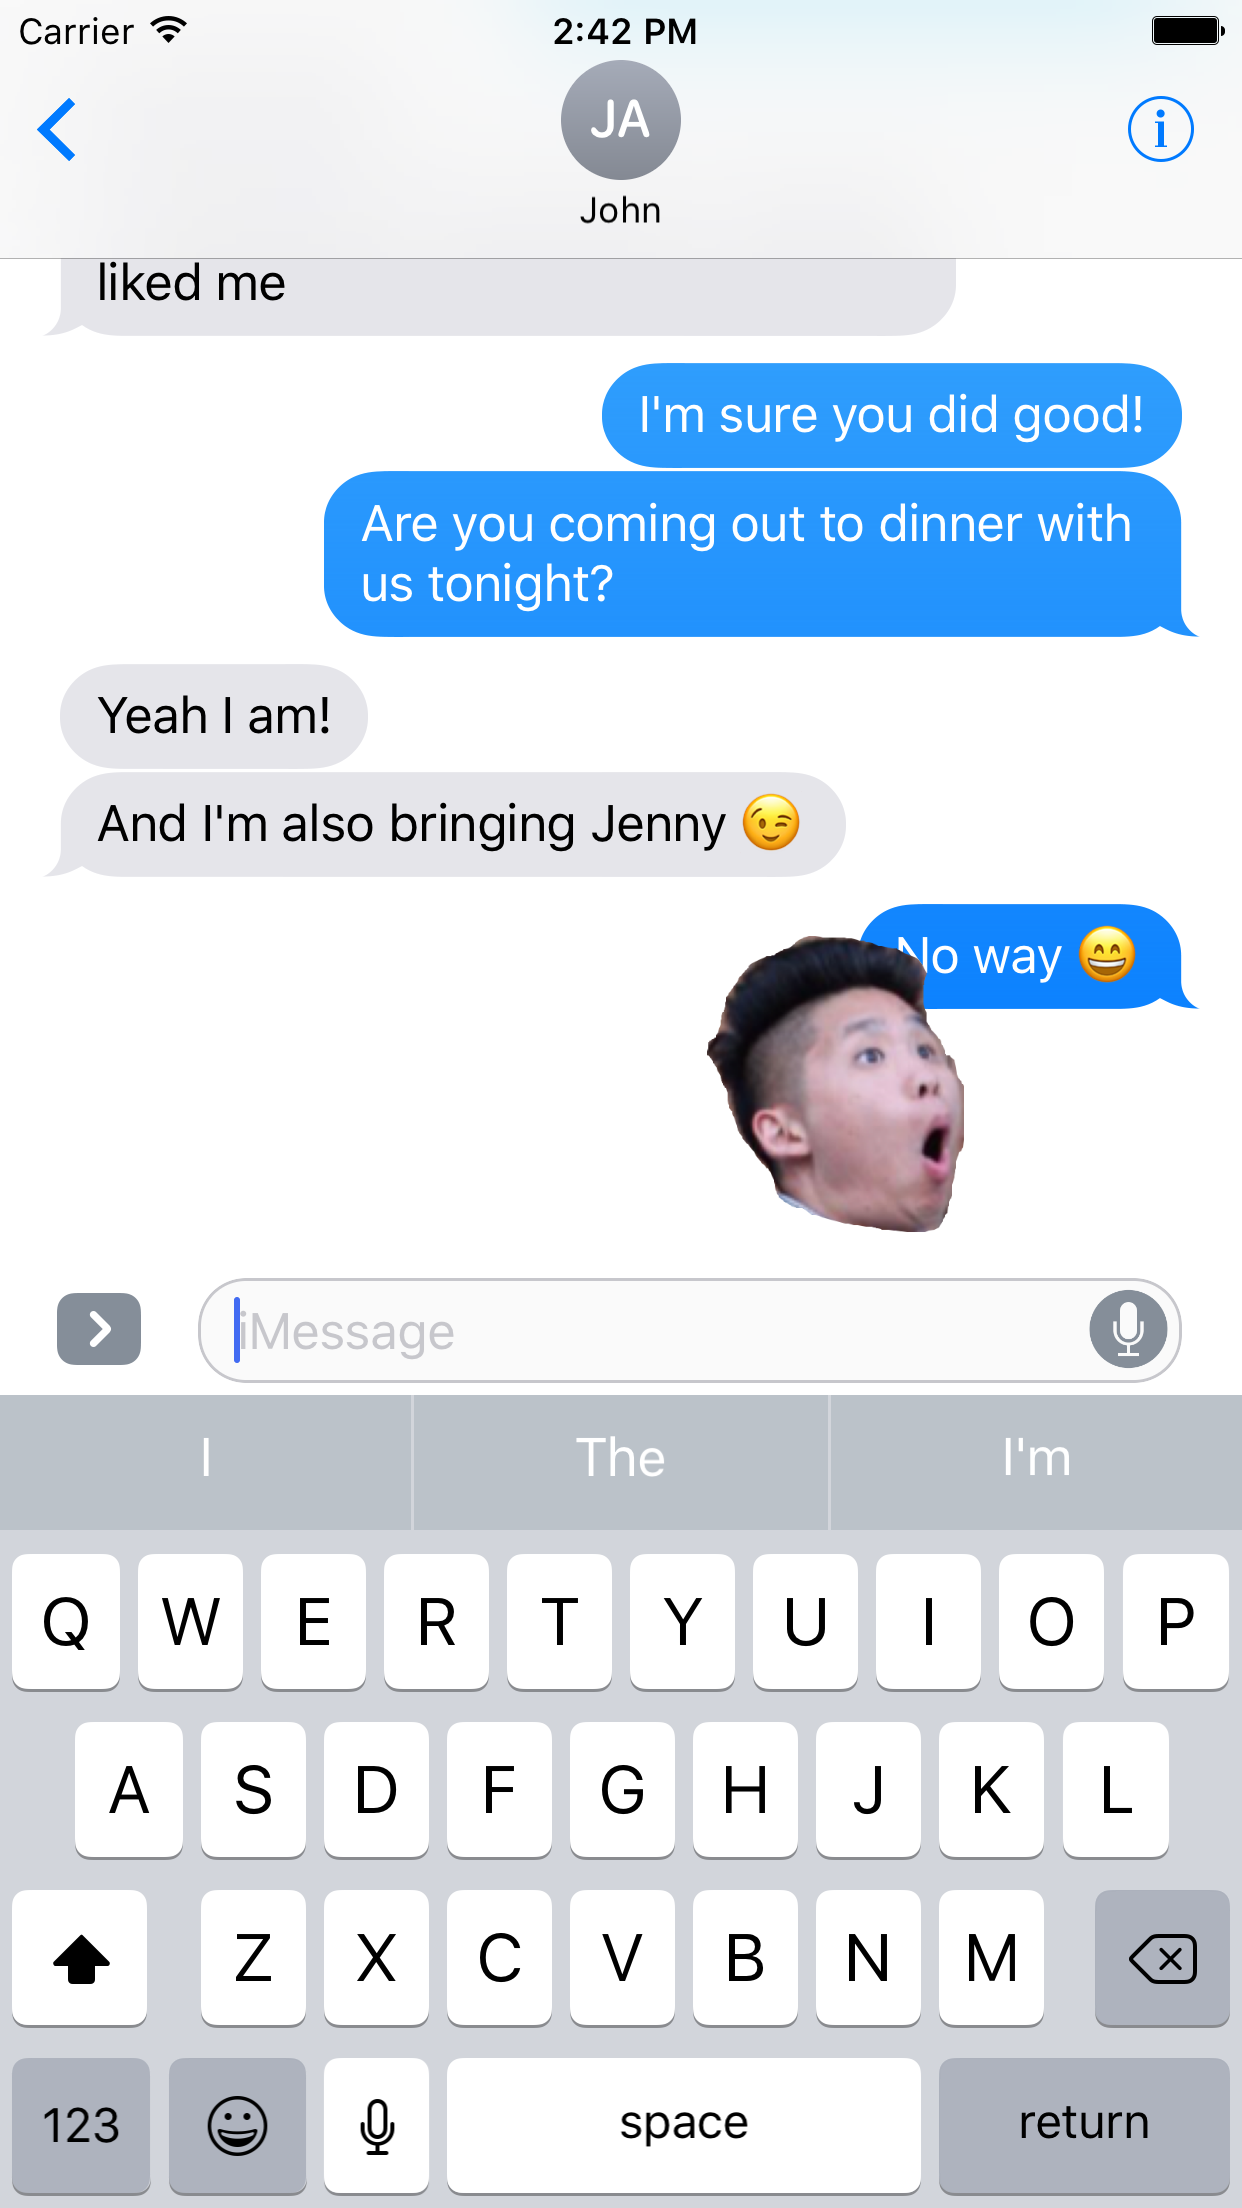 Carrier 2:42 PM
JA
John
liked me
I'm sure you did good!
Are you coming out to dinner with
us tonight?
Yeah I am!
And I'm also bringing Jenny 😉
No way 😄
iMessage
I The I'm
Q W E R T Y U I O P
A S D F G H J K L
Z X C V B N M
123 space return